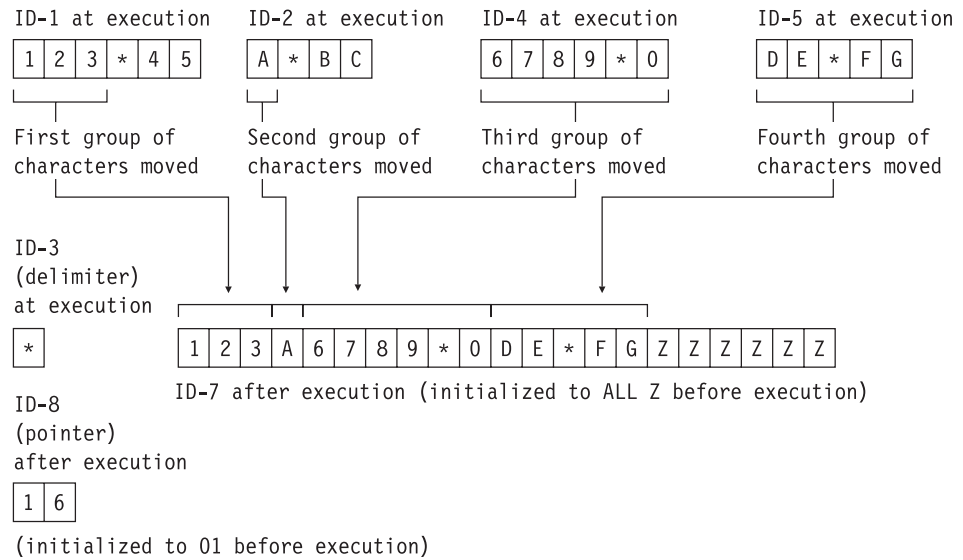 ID-1 at execution
ID-2 at execution
ID-4 at execution
ID-5 at execution
1 2 3 * 4 5
A * B C
6 7 8 9 * 0
D E * F G
First group of
characters moved
Second group of
characters moved
Third group of
characters moved
Fourth group of
characters moved
ID-3
(delimiter)
at execution
*
1 2 3 A 6 7 8 9 * 0 D E * F G Z Z Z Z Z Z
ID-7 after execution (initialized to ALL Z before execution)
ID-8
(pointer)
after execution
1 6
(initialized to 01 before execution)